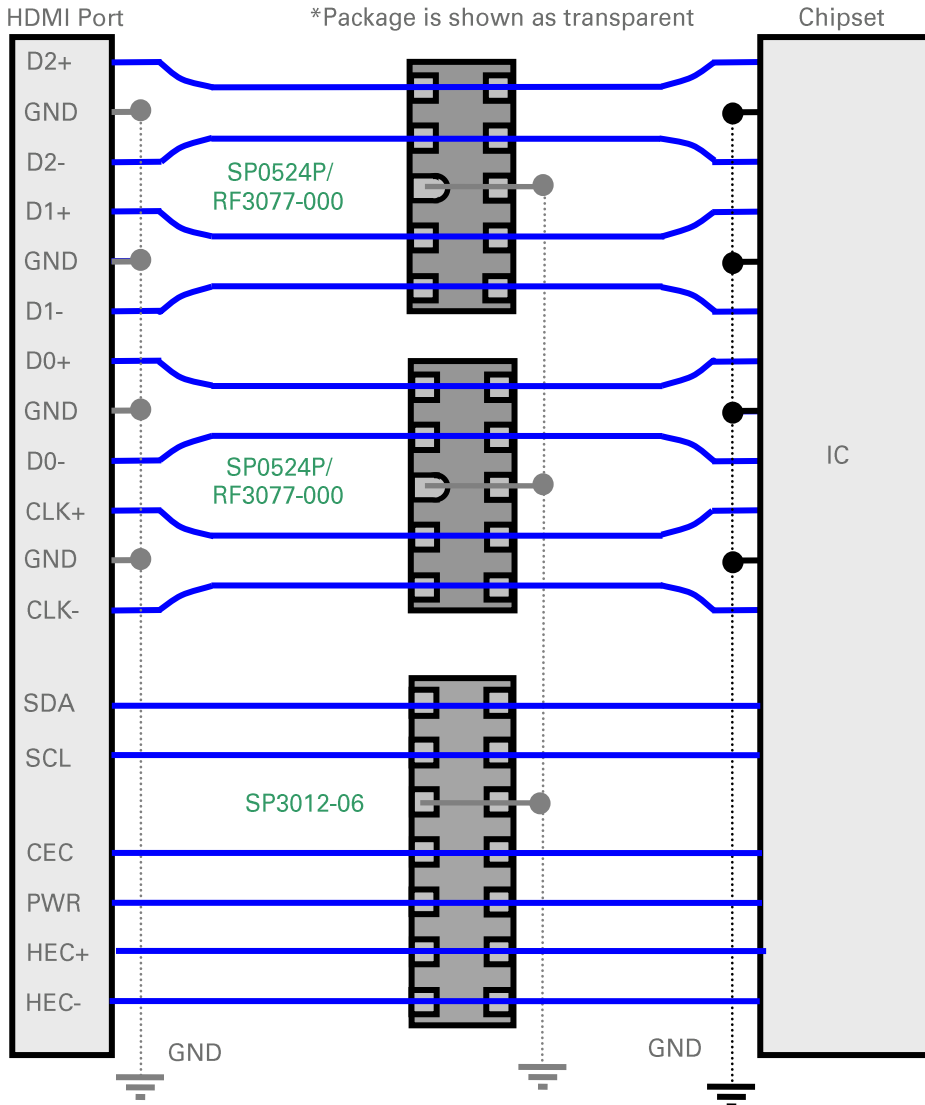 HDMI Port
*Package is shown as transparent
Chipset
D2+
GND
D2-
SP0524P/
RF3077-000
D1+
GND
D1-
D0+
GND
D0-
SP0524P/
RF3077-000
IC
CLK+
GND
CLK-
SDA
SCL
SP3012-06
CEC
PWR
HEC+
HEC-
GND
GND